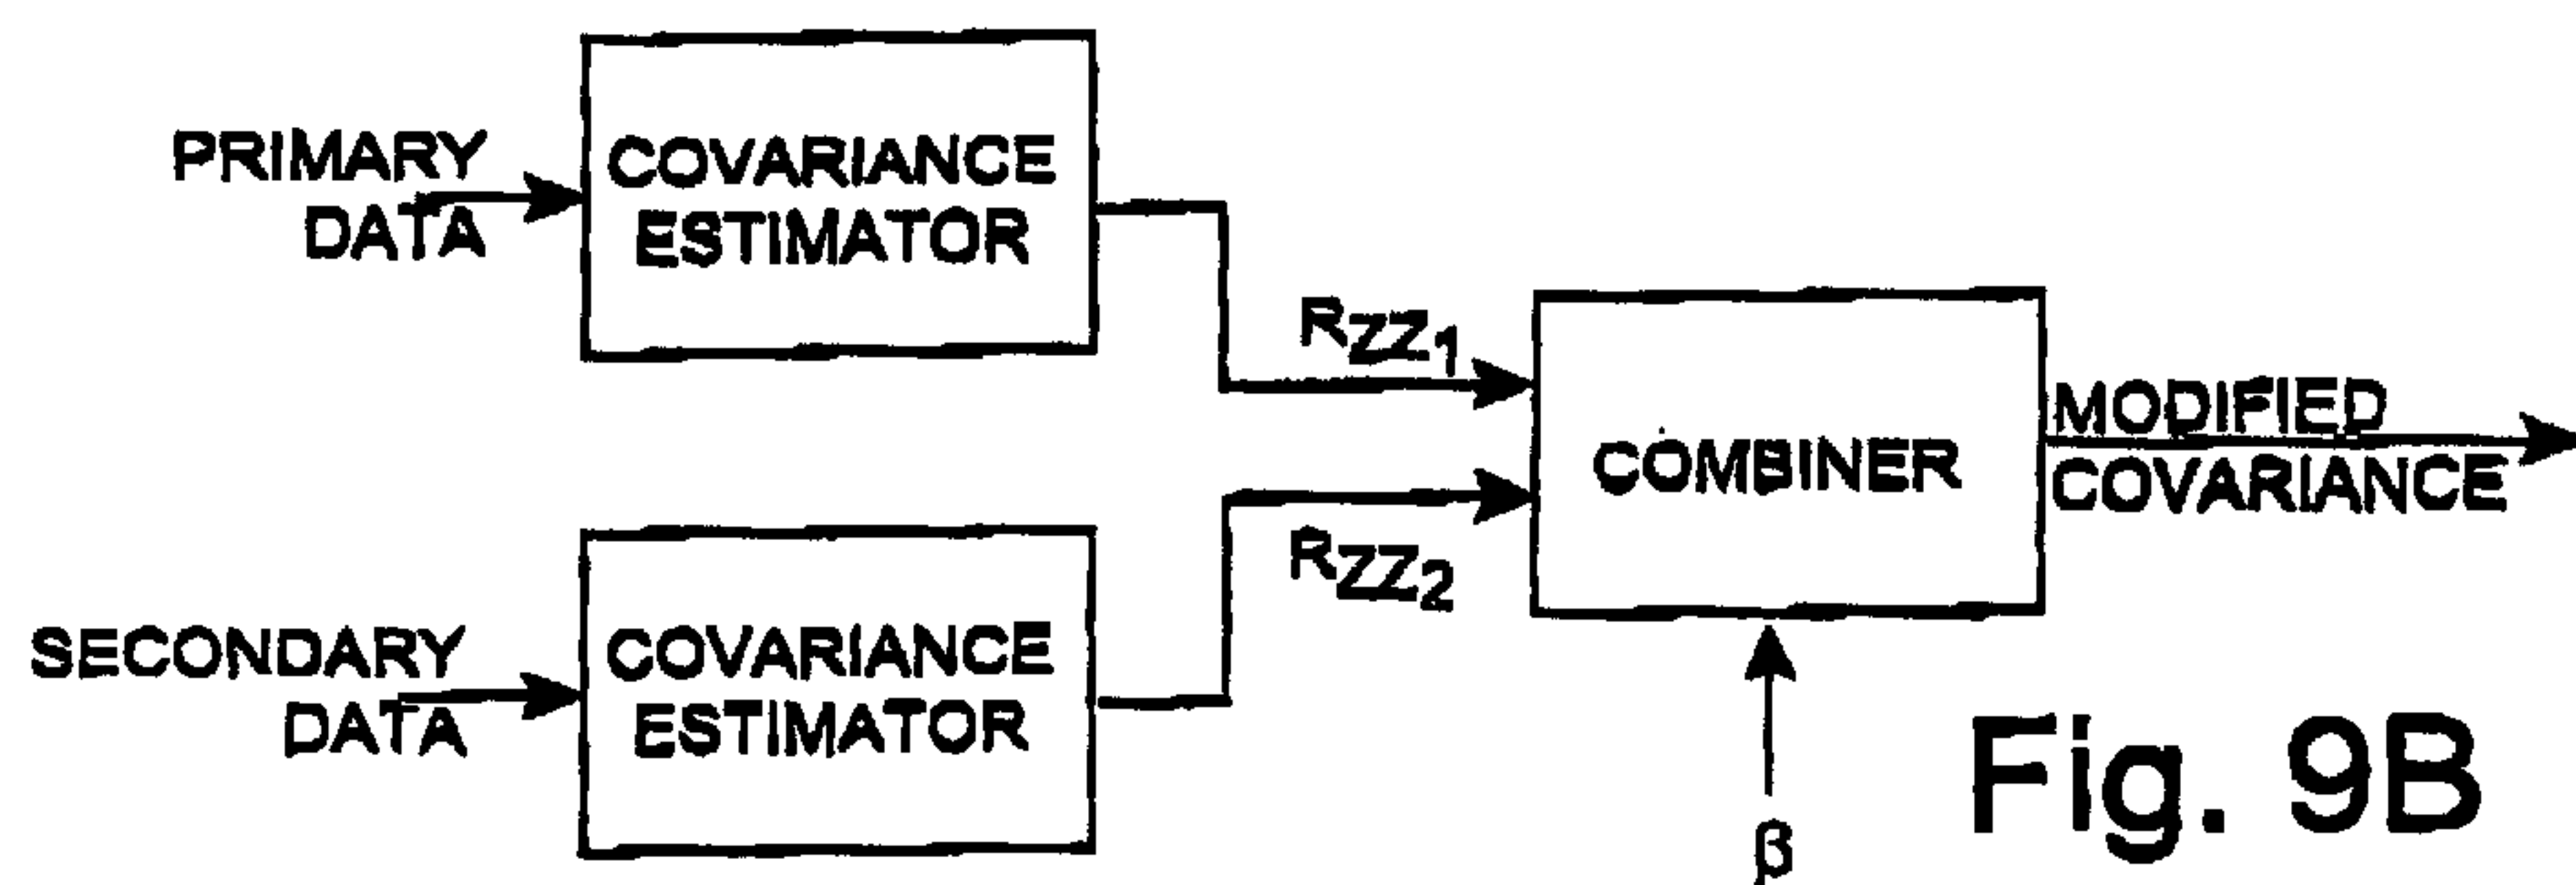 PRIMARY
DATA
COVARIANCE
ESTIMATOR
RZZ1
SECONDARY
DATA
COVARIANCE
ESTIMATOR
RZZ2
COMBINER
β
MODIFIED
COVARIANCE
Fig. 9B